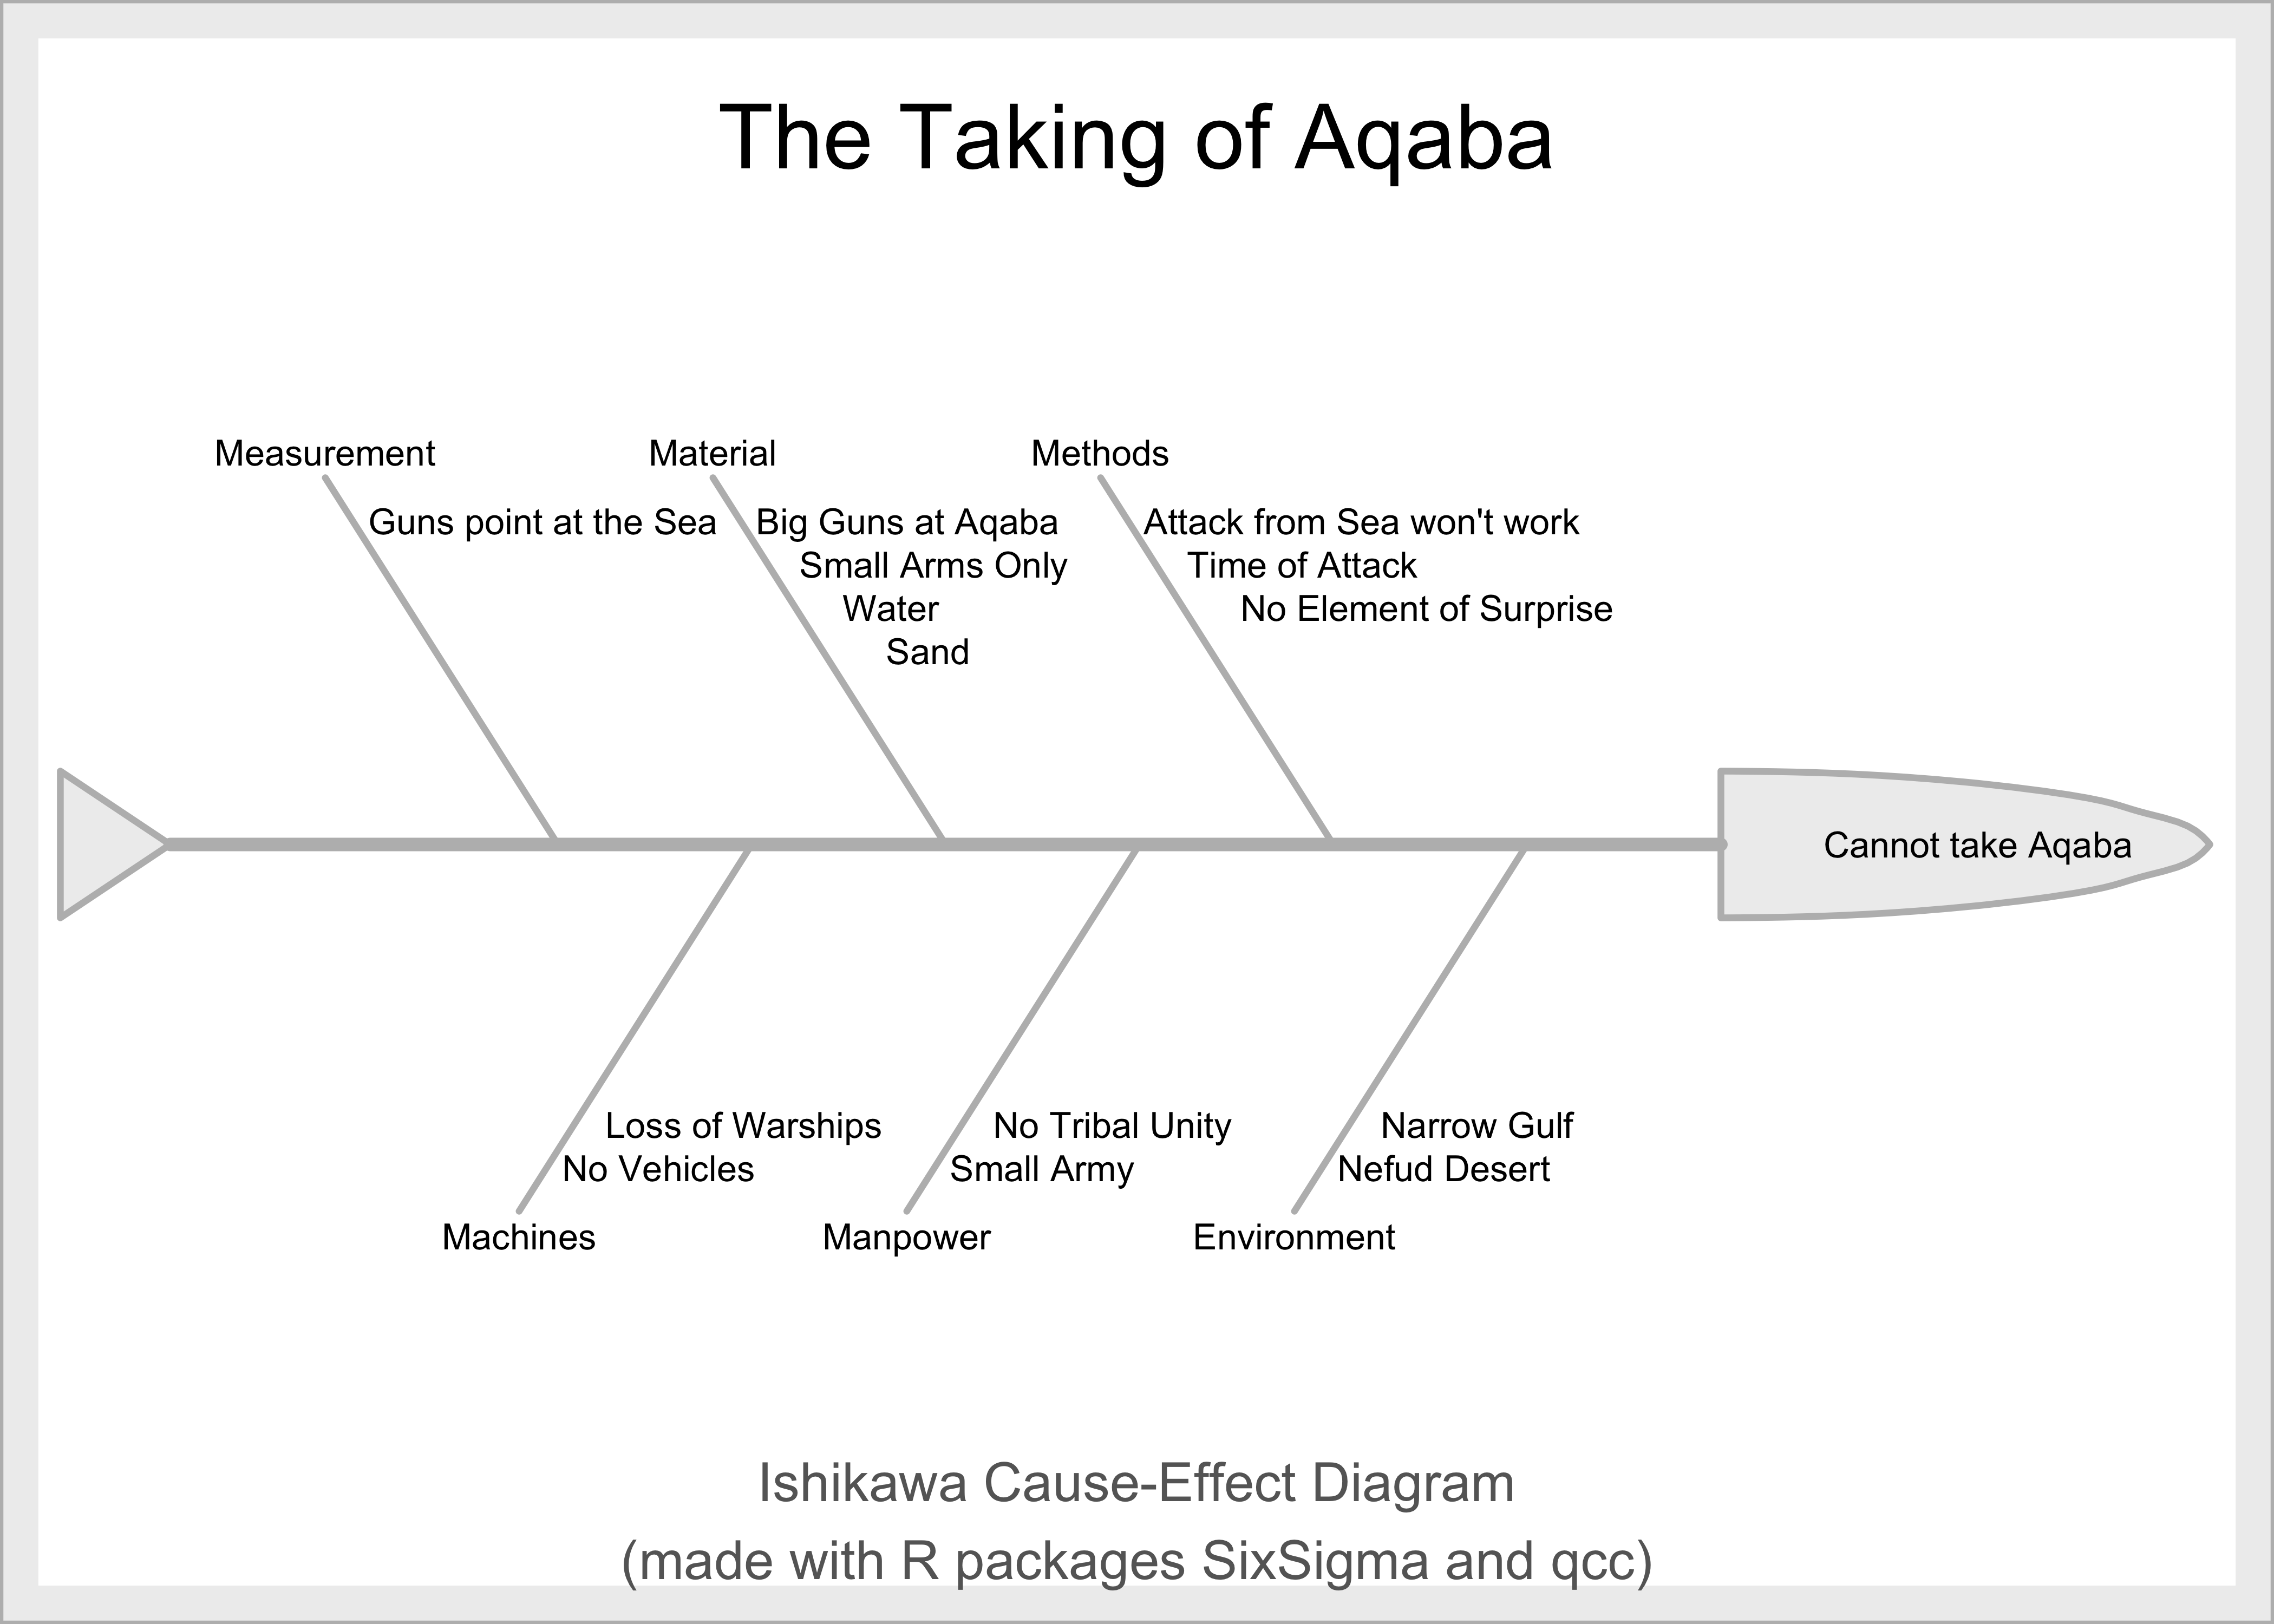 The Taking of Aqaba
Measurement
Guns point at the Sea
Material
Big Guns at Aqaba
Small Arms Only
Water
Sand
Methods
Attack from Sea won't work
Time of Attack
No Element of Surprise
Cannot take Aqaba
Loss of Warships
No Vehicles
Machines
No Tribal Unity
Small Army
Manpower
Narrow Gulf
Nefud Desert
Environment
Ishikawa Cause-Effect Diagram
(made with R packages SixSigma and qcc)